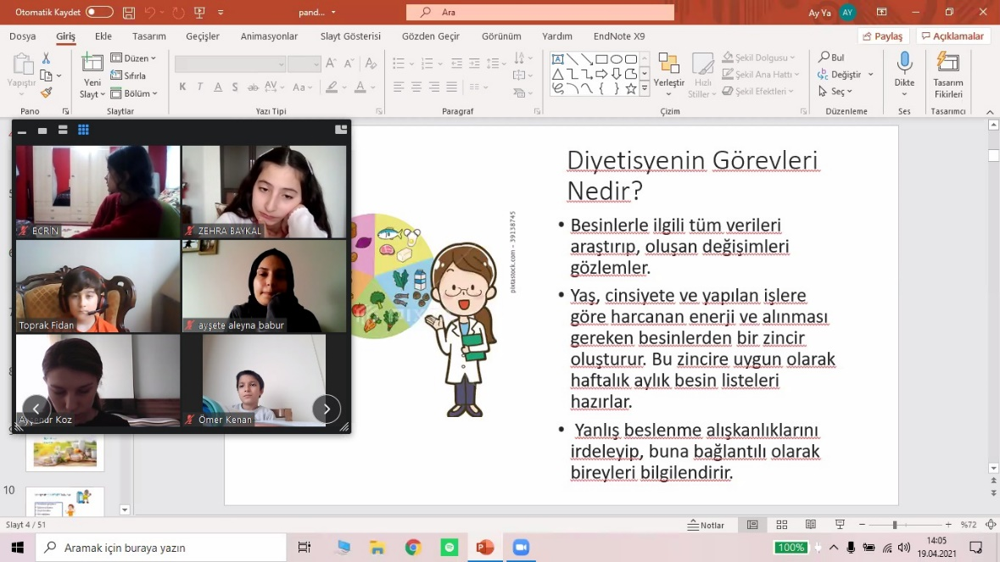 Otomatik Kaydet
pand...
Ara
Ay Ya
AY
Dosya
Giriş
Ekle
Tasarım
Geçişler
Animasyonlar
Slayt Gösterisi
Gözden Geçir
Görünüm
Yardım
EndNote X9
Paylaş
Açıklamalar
Yapıştır
Yeni
Slayt
Düzen
Sıfırla
Bölüm
K T A S ab AV Aa A
Yerleştir
Hızlı
Stiller
Şekil Dolgusu
Şekil Ana Hattı
Şekil Efektleri
Bul
Değiştir
Seç
Dikte
Tasarım
Fikirleri
Pano
Slaytlar
Yazı Tipi
Paragraf
Çizim
Düzenleme
Ses
Tasarımcı
ECRİN
ZEHRA BAYKAL
Toprak Fidan
ayşete aleyna babur
Ayşenur Koz
Ömer Kenan
pixtastock.com - 39138745
Diyetisyenin Görevleri
Nedir?
• Besinlerle ilgili tüm verileri
araştırıp, oluşan değişimleri
gözlemler.
• Yaş, cinsiyete ve yapılan işlere
göre harcanan enerji ve alınması
gereken besinlerden bir zincir
oluşturur. Bu zincire uygun olarak
haftalık aylık besin listeleri
hazırlar.
• Yanlış beslenme alışkanlıklarını
irdeleyip, buna bağlantılı olarak
bireyleri bilgilendirir.
10
Slayt 4 / 51
Notlar
%72
Aramak için buraya yazın
100%
14:05
19.04.2021